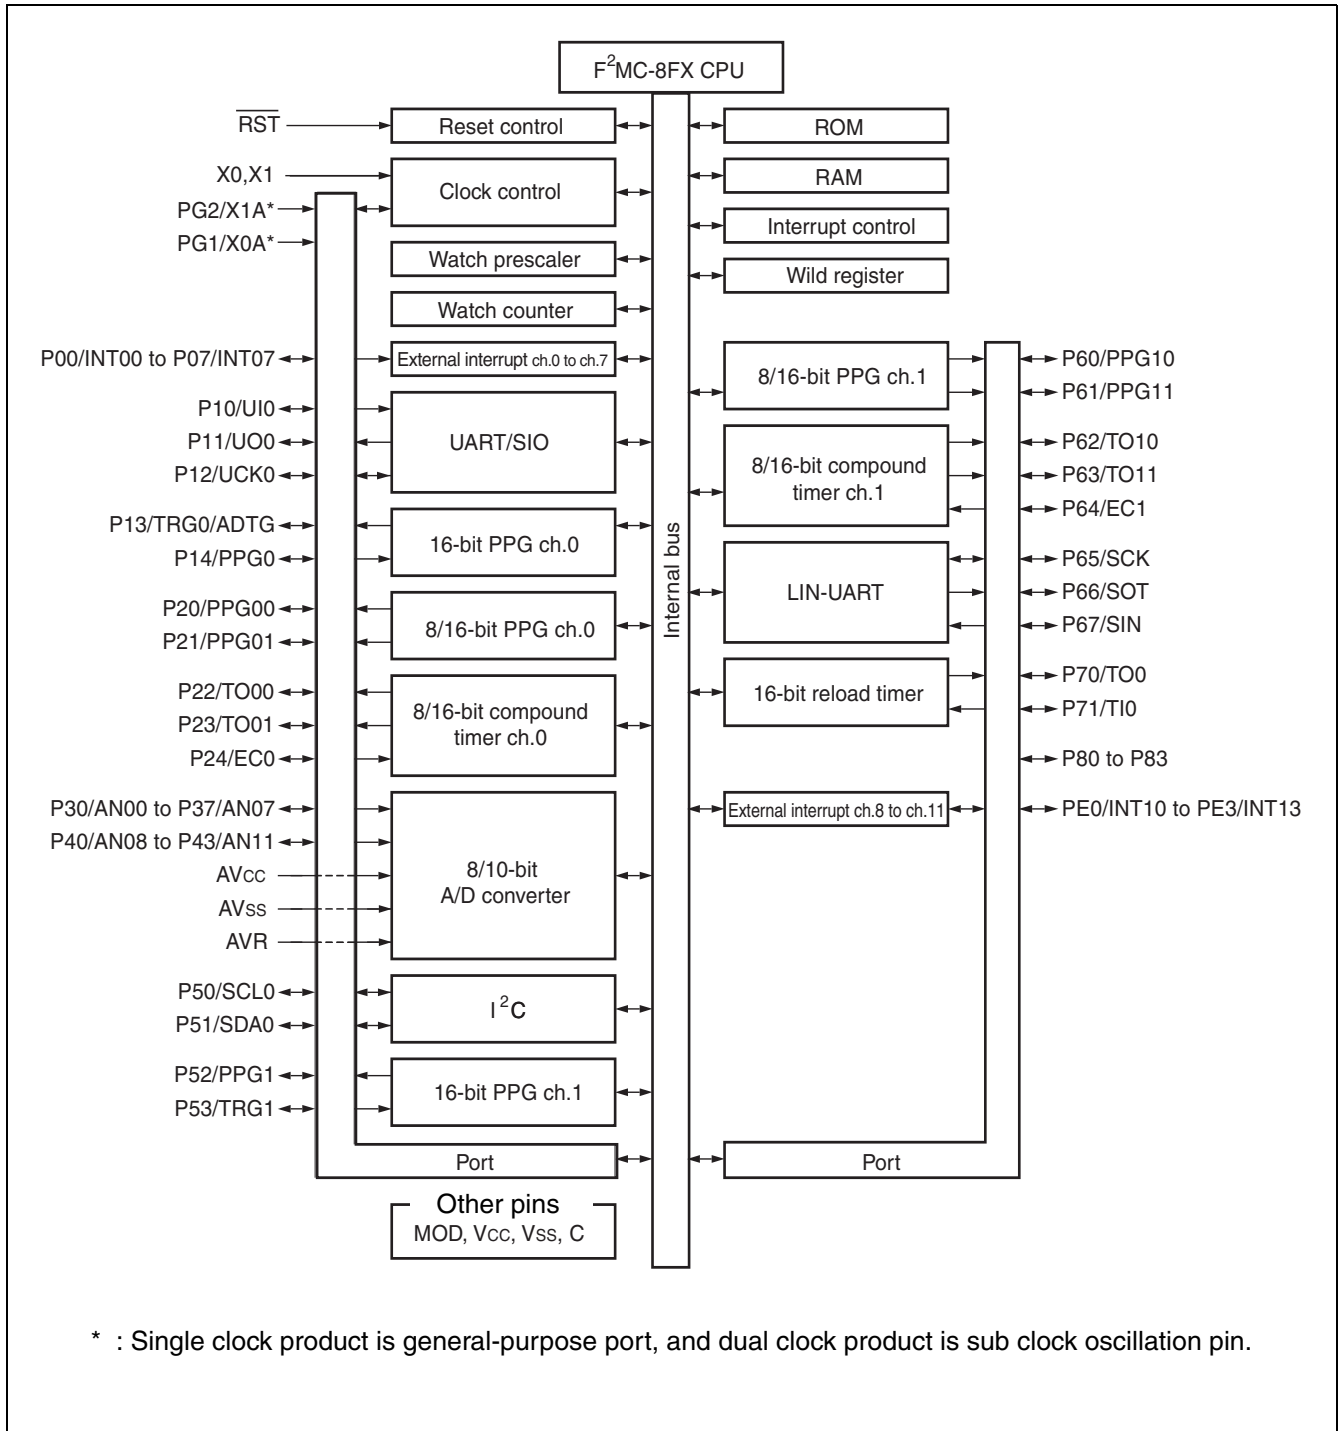 F²MC-8FX CPU
RST
Reset control
ROM
X0,X1
Clock control
RAM
PG2/X1A*
PG1/X0A*
Interrupt control
Watch prescaler
Wild register
Watch counter
P00/INT00 to P07/INT07
External interrupt ch.0 to ch.7
P10/UI0
P11/UO0
P12/UCK0
UART/SIO
P13/TRG0/ADTG
P14/PPG0
16-bit PPG ch.0
P20/PPG00
P21/PPG01
8/16-bit PPG ch.0
P22/TO00
P23/TO01
P24/EC0
8/16-bit compound
timer ch.0
P30/AN00 to P37/AN07
P40/AN08 to P43/AN11
AVCC
AVSS
AVR
8/10-bit
A/D converter
P50/SCL0
P51/SDA0
I²C
P52/PPG1
P53/TRG1
16-bit PPG ch.1
Port
Internal bus
8/16-bit PPG ch.1
P60/PPG10
P61/PPG11
8/16-bit compound
timer ch.1
P62/TO10
P63/TO11
P64/EC1
LIN-UART
P65/SCK
P66/SOT
P67/SIN
16-bit reload timer
P70/TO0
P71/TI0
P80 to P83
External interrupt ch.8 to ch.11
PE0/INT10 to PE3/INT13
Port
Other pins
MOD, VCC, VSS, C
* : Single clock product is general-purpose port, and dual clock product is sub clock oscillation pin.